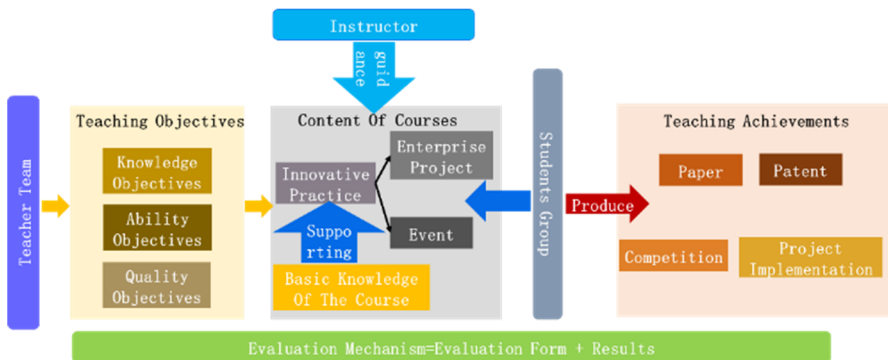 Instructor
guid
ance
Teacher Team
Teaching Objectives
Knowledge
Objectives
Ability
Objectives
Quality
Objectives
Content Of Courses
Enterprise
Project
Innovative
Practice
Event
Suppo
rting
Basic Knowledge
Of The Course
Students Group
Produce
Teaching Achievements
Paper
Patent
Competition
Project
Implementation
Evaluation Mechanism=Evaluation Form + Results